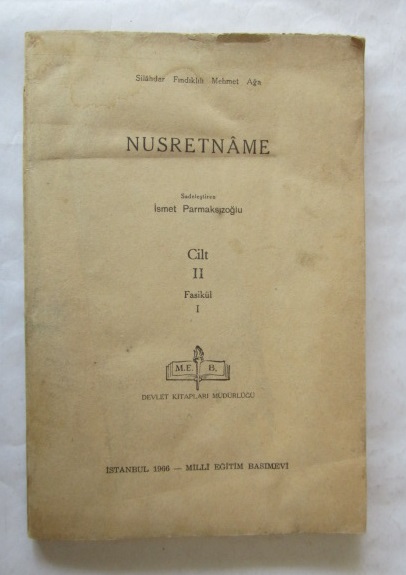 Silâhdar Fındıklılı Mehmet Ağa
NUSRETNÂME
Sadeleştiren
İsmet Parmaksızoğlu
Cilt
II
Fasikül
I
M.E. B.
DEVLET KİTAPLARI MÜDÜRLÜĞÜ
İSTANBUL 1966 — MİLLÎ EĞİTİM BASIMEVİ